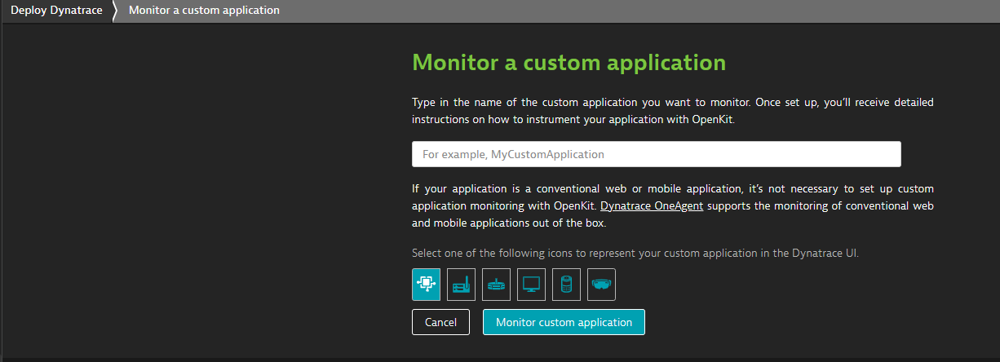 Deploy Dynatrace
Monitor a custom application
Monitor a custom application
Type in the name of the custom application you want to monitor. Once set up, you’ll receive detailed
instructions on how to instrument your application with OpenKit.
For example, MyCustomApplication
If your application is a conventional web or mobile application, it’s not necessary to set up custom
application monitoring with OpenKit. Dynatrace OneAgent supports the monitoring of conventional web
and mobile applications out of the box.
Select one of the following icons to represent your custom application in the Dynatrace UI.
Cancel
Monitor custom application